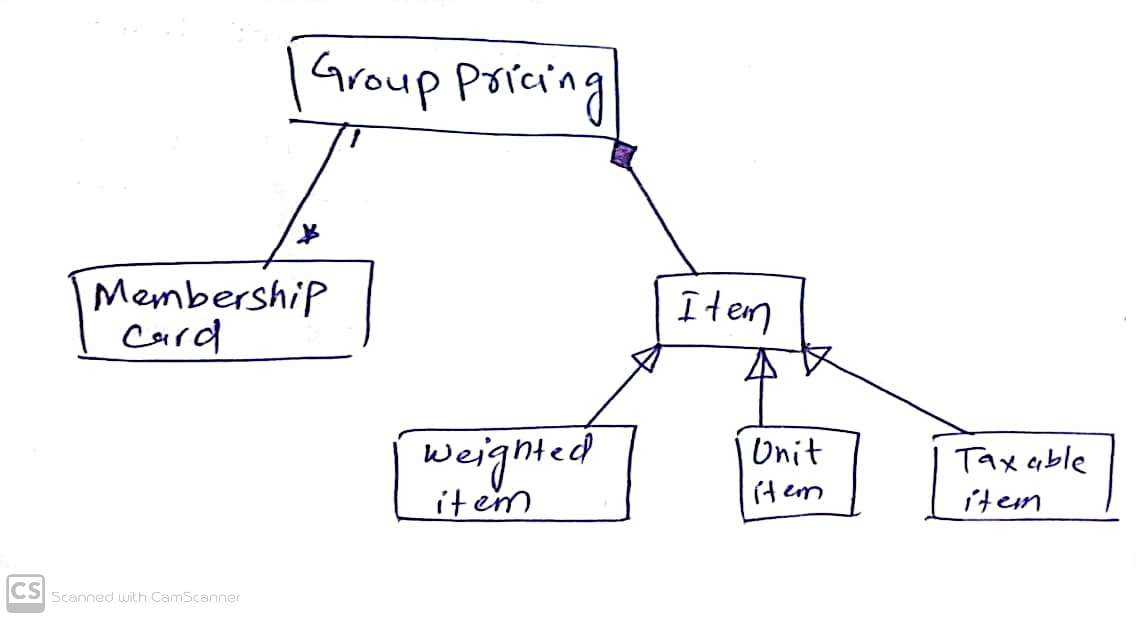 Group Pricing
1
*
Membership
Card
Item
Weighted
item
Unit
item
Taxable
item
CS Scanned with CamScanner